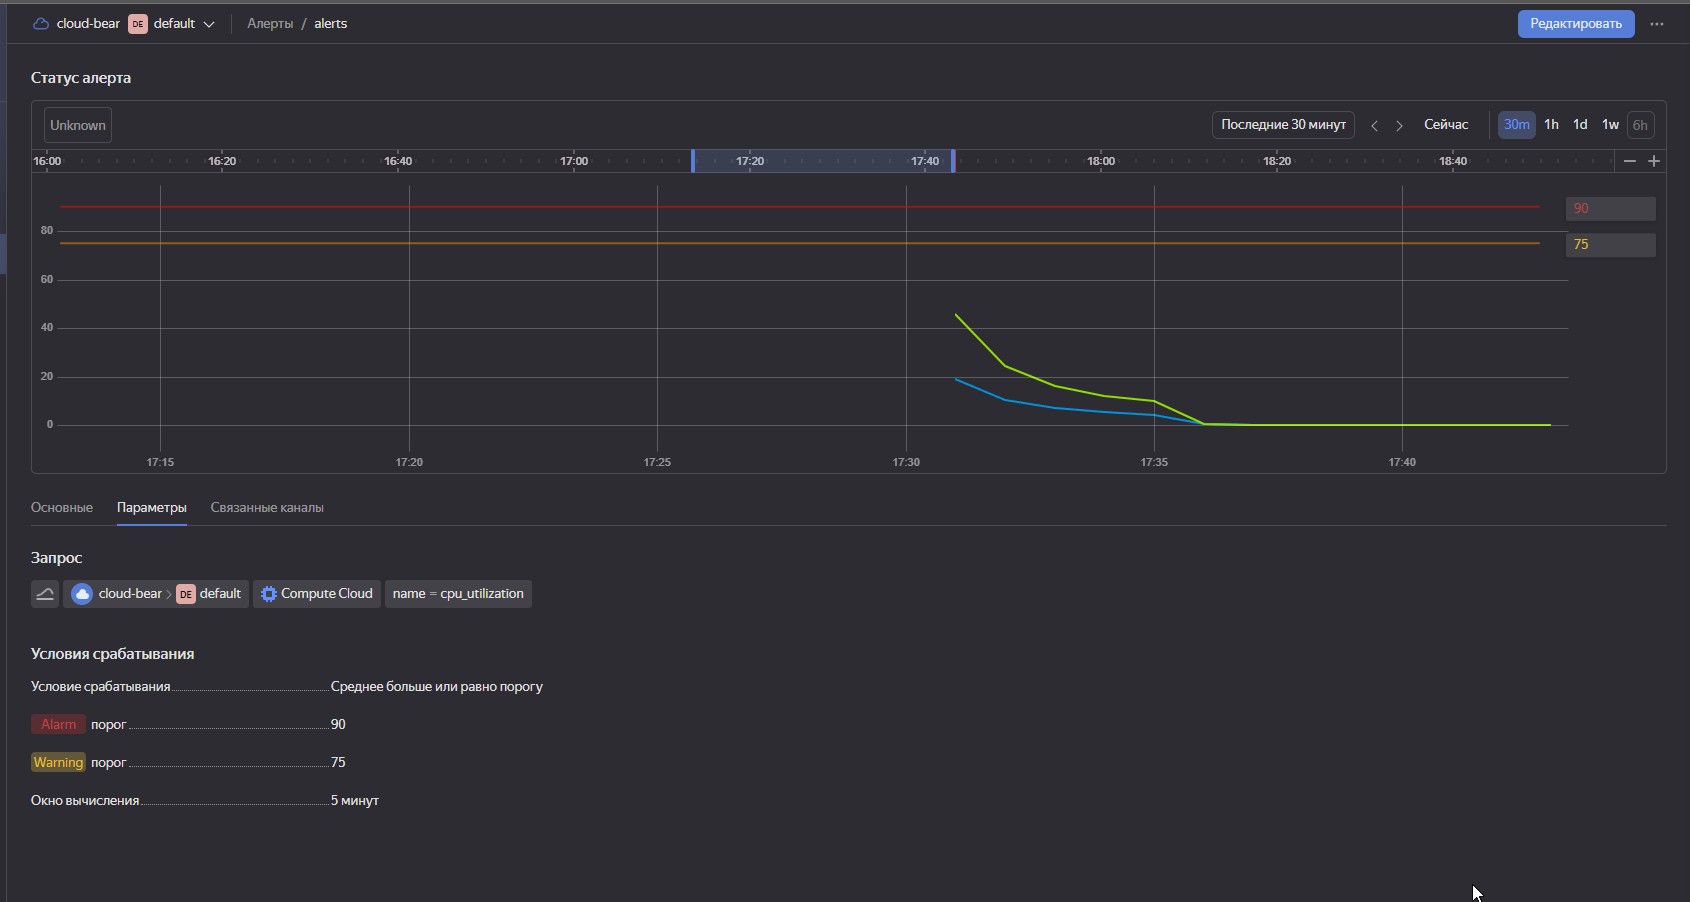 cloud-bear DE default Алерты / alerts Редактировать
Статус алерта
Unknown Последние 30 минут Сейчас 30m 1h 1d 1w 6h
16:00 16:20 16:40 17:00 17:20 17:40 18:00 18:20 18:40
90
80
75
60
40
20
0
17:15 17:20 17:25 17:30 17:35 17:40
Основные Параметры Связанные каналы
Запрос
cloud-bear > DE default Compute Cloud name = cpu_utilization
Условия срабатывания
Условие срабатывания Среднее больше или равно порогу
Alarm порог 90
Warning порог 75
Окно вычисления 5 минут